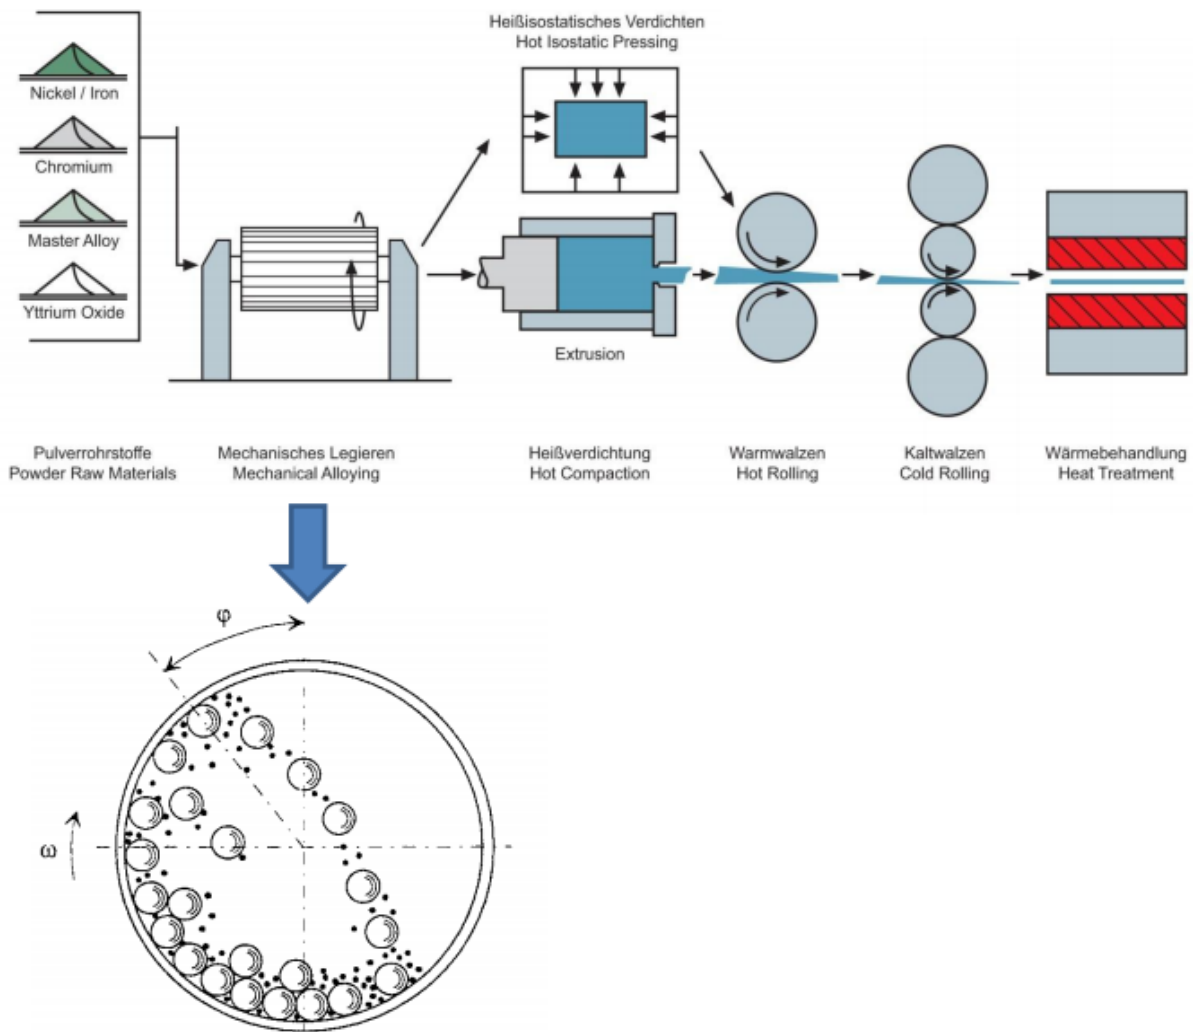 Heißisostatisches Verdichten
Hot Isostatic Pressing
Nickel / Iron
Chromium
Master Alloy
Yttrium Oxide
Extrusion
Pulverrohrstoffe
Powder Raw Materials
Mechanisches Legieren
Mechanical Alloying
Heißverdichtung
Hot Compaction
Warmwalzen
Hot Rolling
Kaltwalzen
Cold Rolling
Wärmebehandlung
Heat Treatment
φ
ω